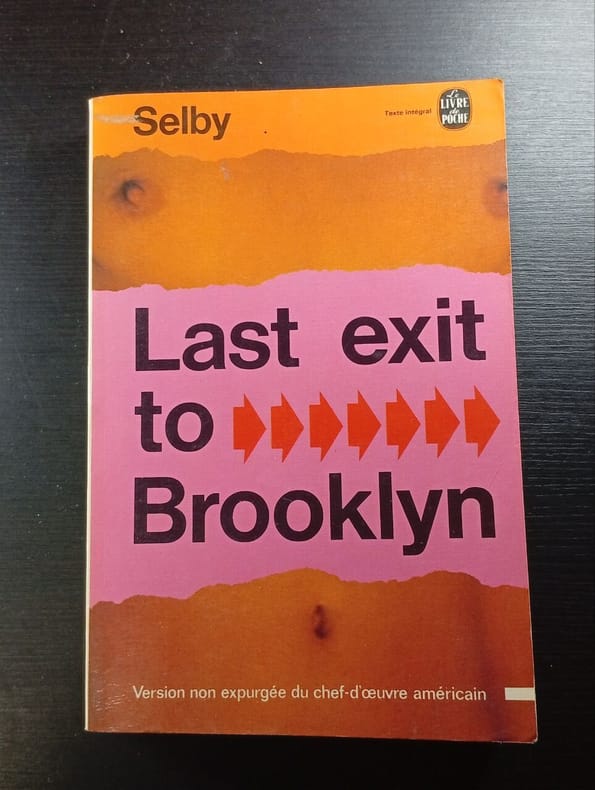 Selby
Texte intégral
Le
LIVRE
de
POCHE
Last exit
to
Brooklyn
Version non expurgée du chef-d'œuvre américain